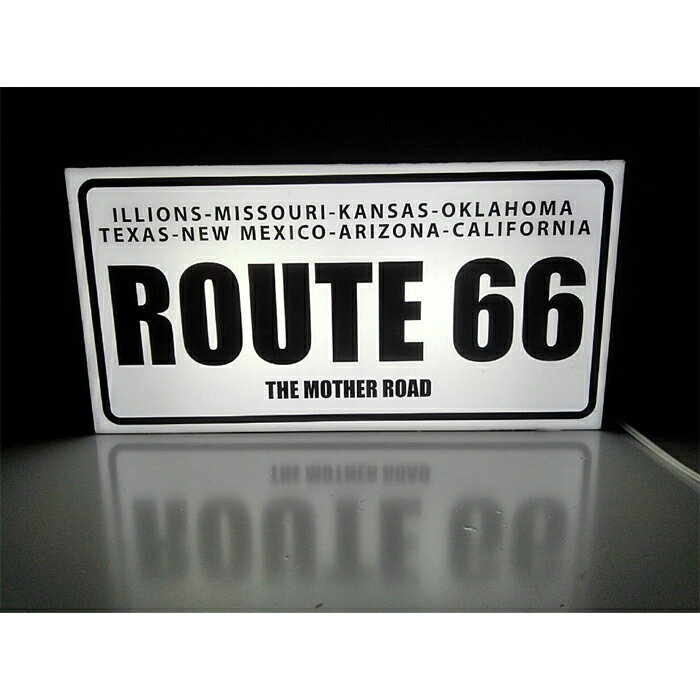 ILLIONS-MISSOURI-KANSAS-OKLAHOMA
TEXAS-NEW MEXICO-ARIZONA-CALIFORNIA
ROUTE 66
THE MOTHER ROAD